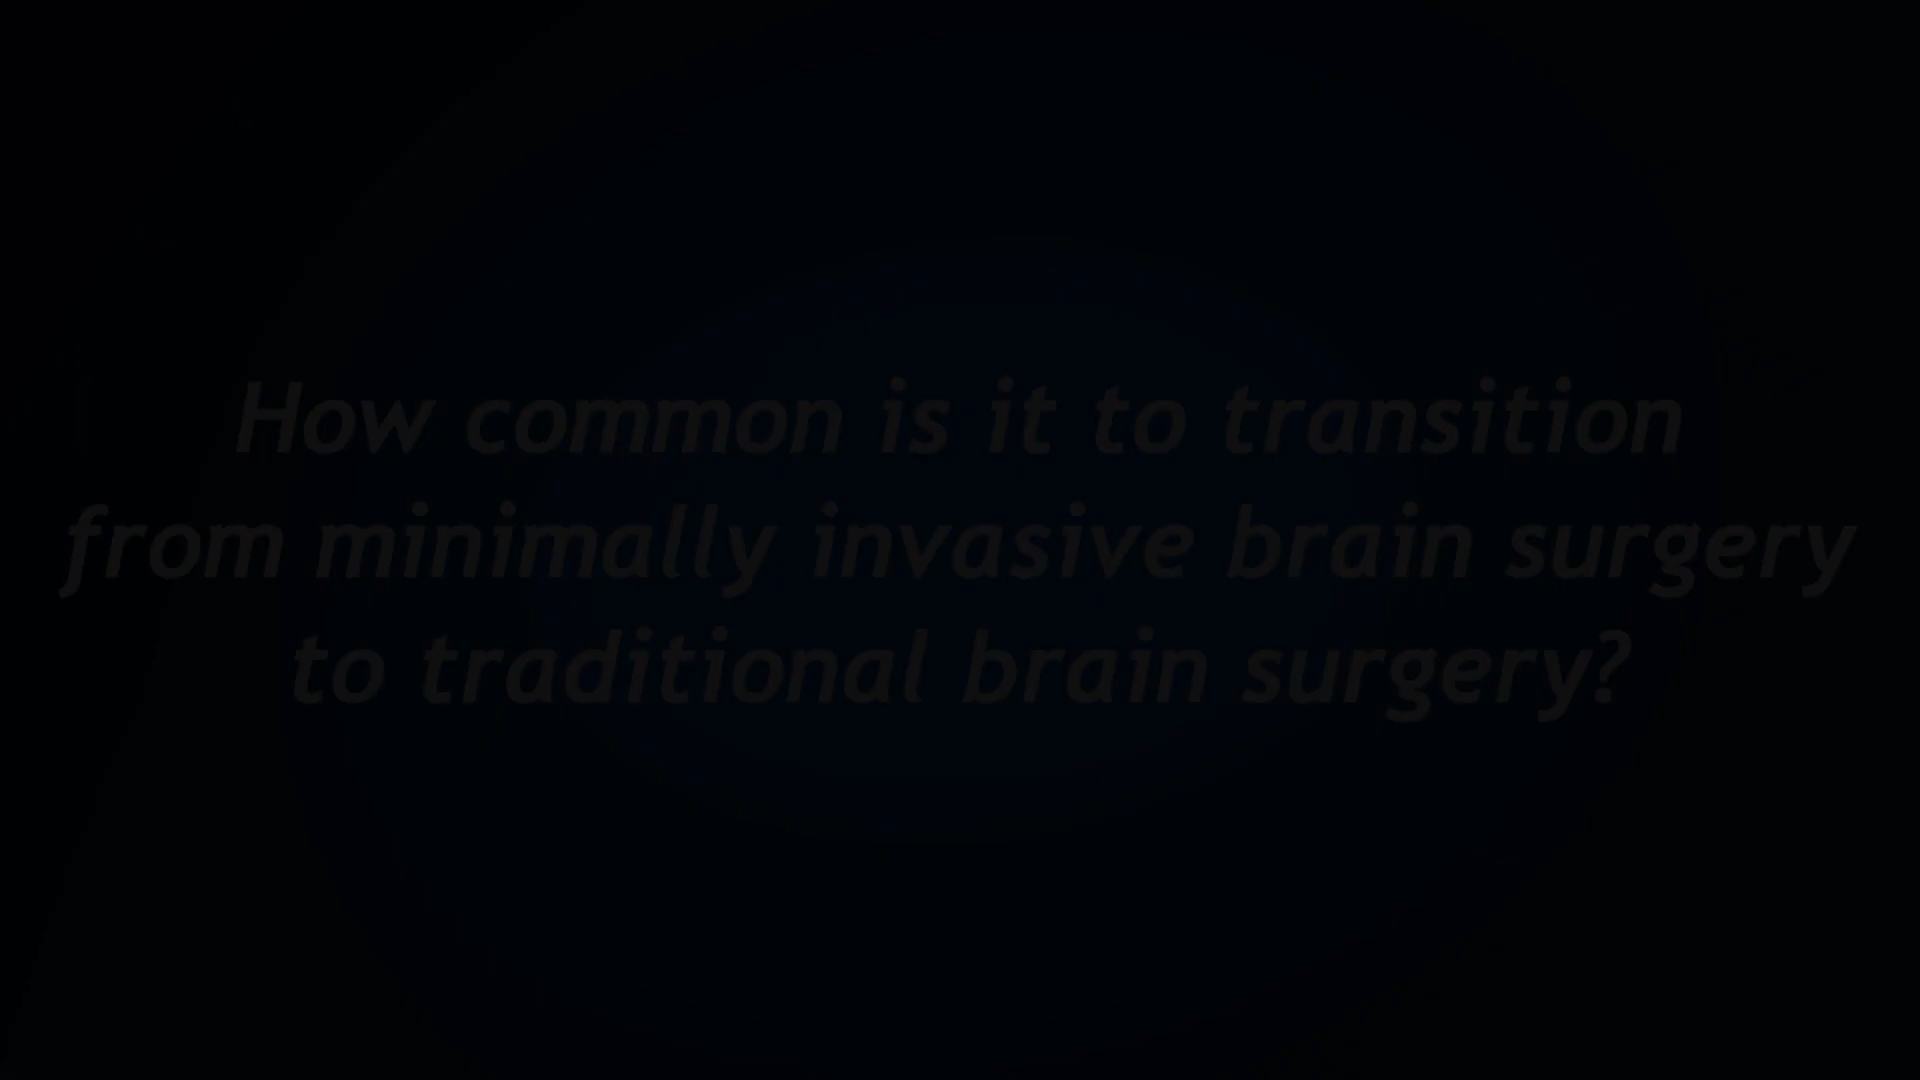 How common is it to transition
from minimally invasive brain surgery
to traditional brain surgery?